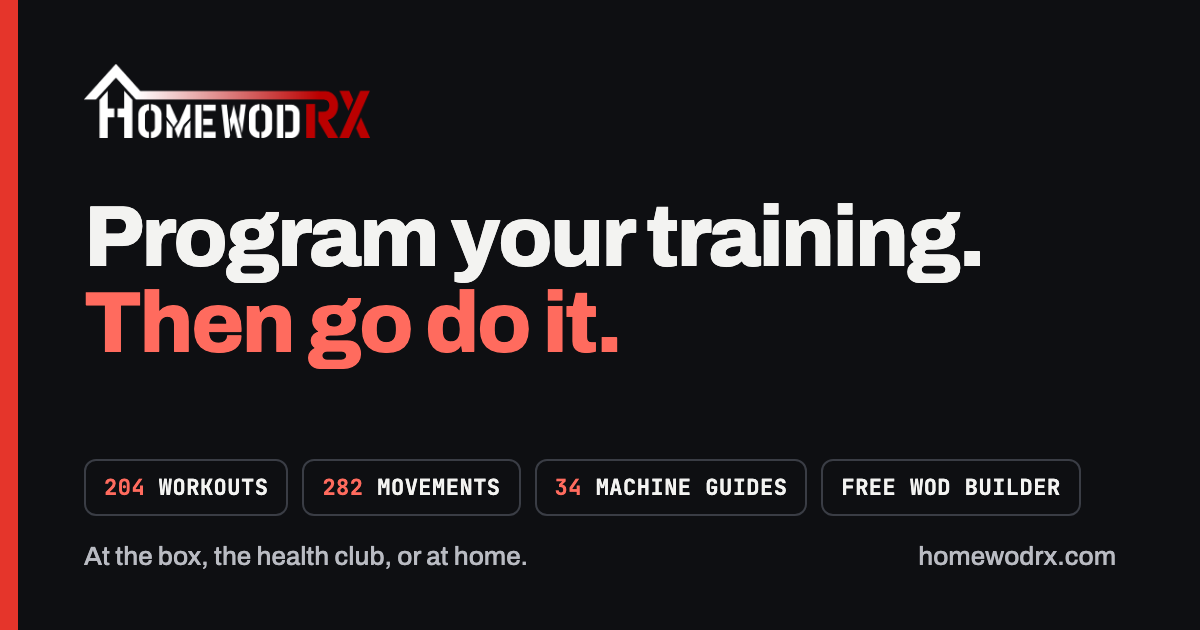 HOMEWODRX
Program your training.
Then go do it.
204 WORKOUTS 282 MOVEMENTS 34 MACHINE GUIDES FREE WOD BUILDER
At the box, the health club, or at home. homewodrx.com